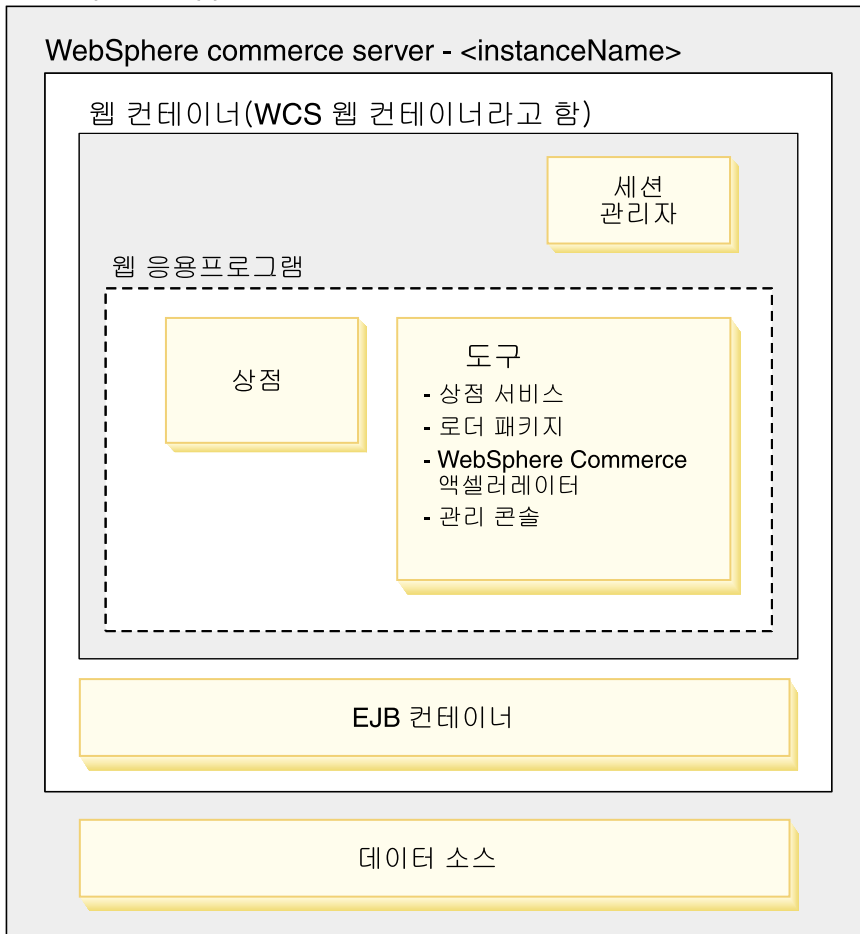 WebSphere commerce server - <instanceName>
웹 컨테이너(WCS 웹 컨테이너라고 함)
세션
관리자
웹 응용프로그램
상점
도구
- 상점 서비스
- 로더 패키지
- WebSphere Commerce
액셀러레이터
- 관리 콘솔
EJB 컨테이너
데이터 소스